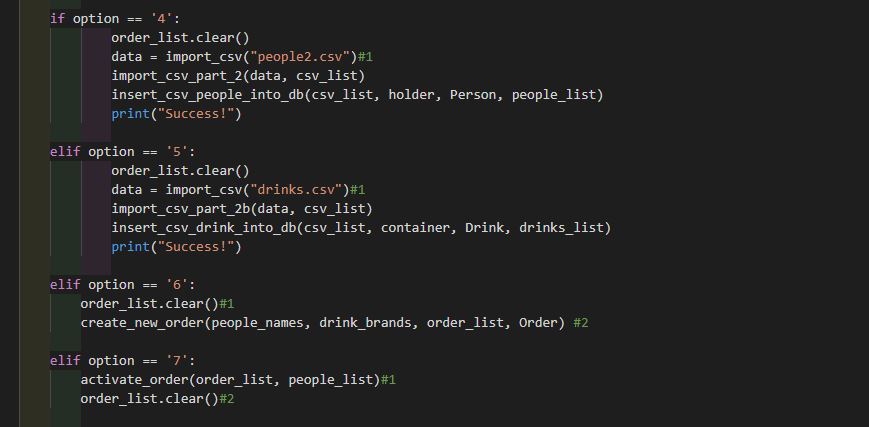 if option == '4':
order_list.clear()
data = import_csv("people2.csv")#1
import_csv_part_2(data, csv_list)
insert_csv_people_into_db(csv_list, holder, Person, people_list)
print("Success!")
elif option == '5':
order_list.clear()
data = import_csv("drinks.csv")#1
import_csv_part_2b(data, csv_list)
insert_csv_drink_into_db(csv_list, container, Drink, drinks_list)
print("Success!")
elif option == '6':
order_list.clear()#1
create_new_order(people_names, drink_brands, order_list, Order) #2
elif option == '7':
activate_order(order_list, people_list)#1
order_list.clear()#2